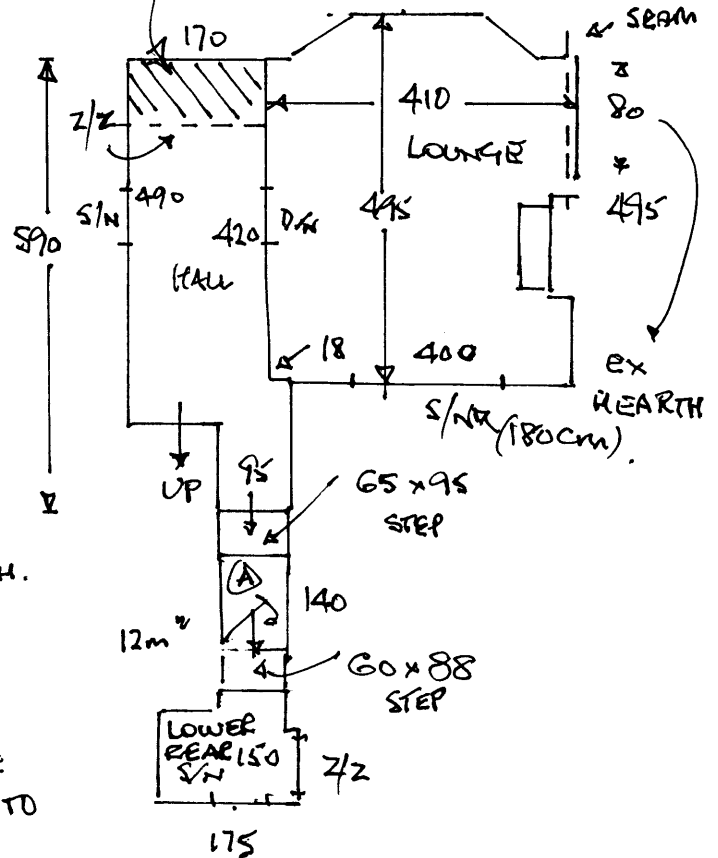 SEAM
170
410
80
Z/Z
LOUNGE
490
S/N
D/N
420
495
495
590
HALL
18
400
ex
HEARTH
(180cm).
UP
95
65 x 95
STEP
H.
A
140
12m"
60 x 88
STEP
LOWER
REAR 150
S/N
Z/Z
TO
175